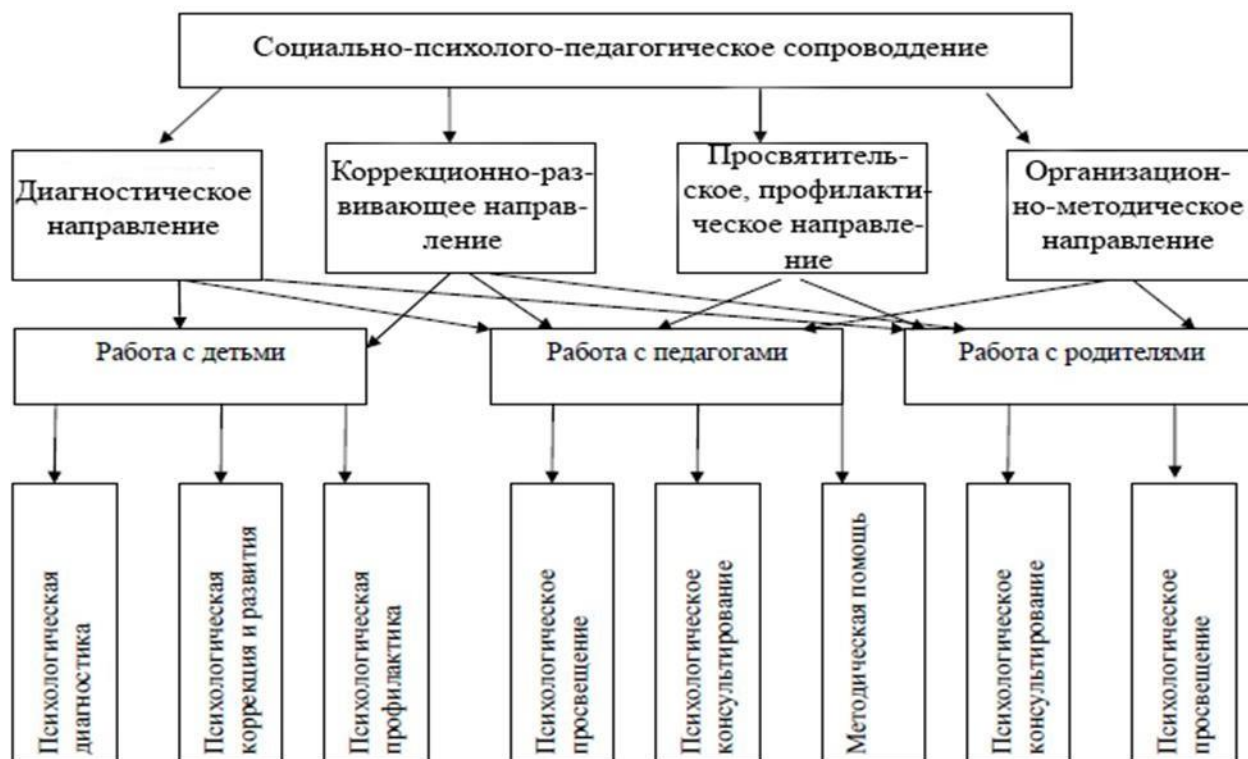 Социально-психолого-педагогическое сопроводдение
Диагностическое
направление
Коррекционно-раз-
вивающее направ-
ление
Просвятитель-
ское, профилакти-
ческое направле-
ние
Организацион-
но-методическое
направление
Работа с детьми
Работа с педагогами
Работа с родителями
Психологическая
диагностика
Психологическая
коррекция и развития
Психологическая
профилактика
Психологическое
просвещение
Психологическое
консультирование
Методическая помощь
Психологическое
консультирование
Психологическое
просвещение